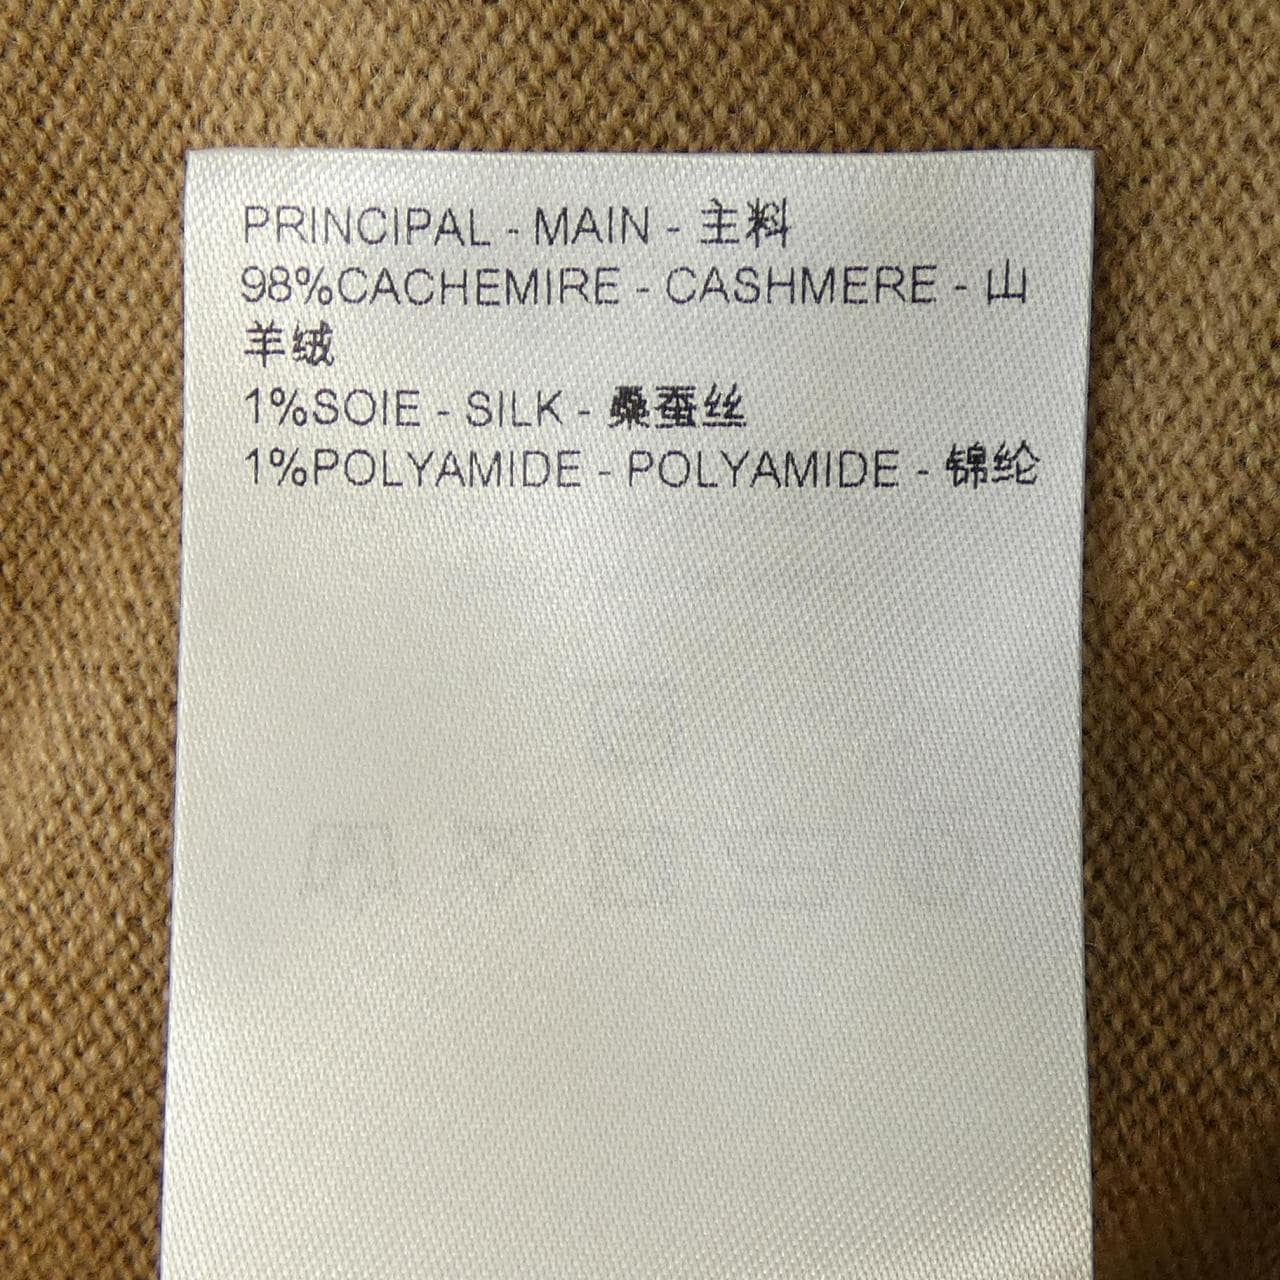 PRINCIPAL - MAIN - 主料
98%CACHEMIRE - CASHMERE - 山
羊绒
1%SOIE - SILK - 桑蚕丝
1%POLYAMIDE - POLYAMIDE - 锦纶